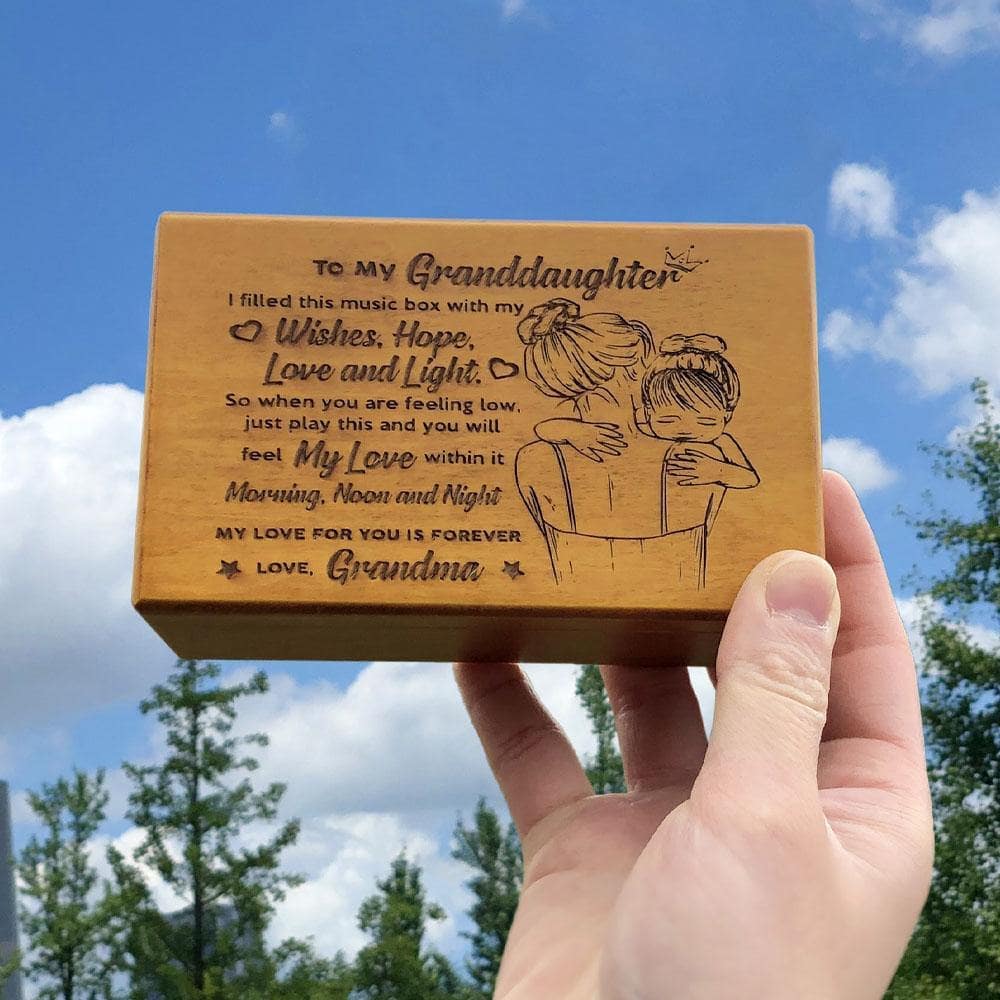 To My Granddaughter
I filled this music box with my
Wishes, Hope,
Love and Light.
So when you are feeling low,
just play this and you will
feel My Love within it
Morning, Noon and Night
MY LOVE FOR YOU IS FOREVER
LOVE, Grandma